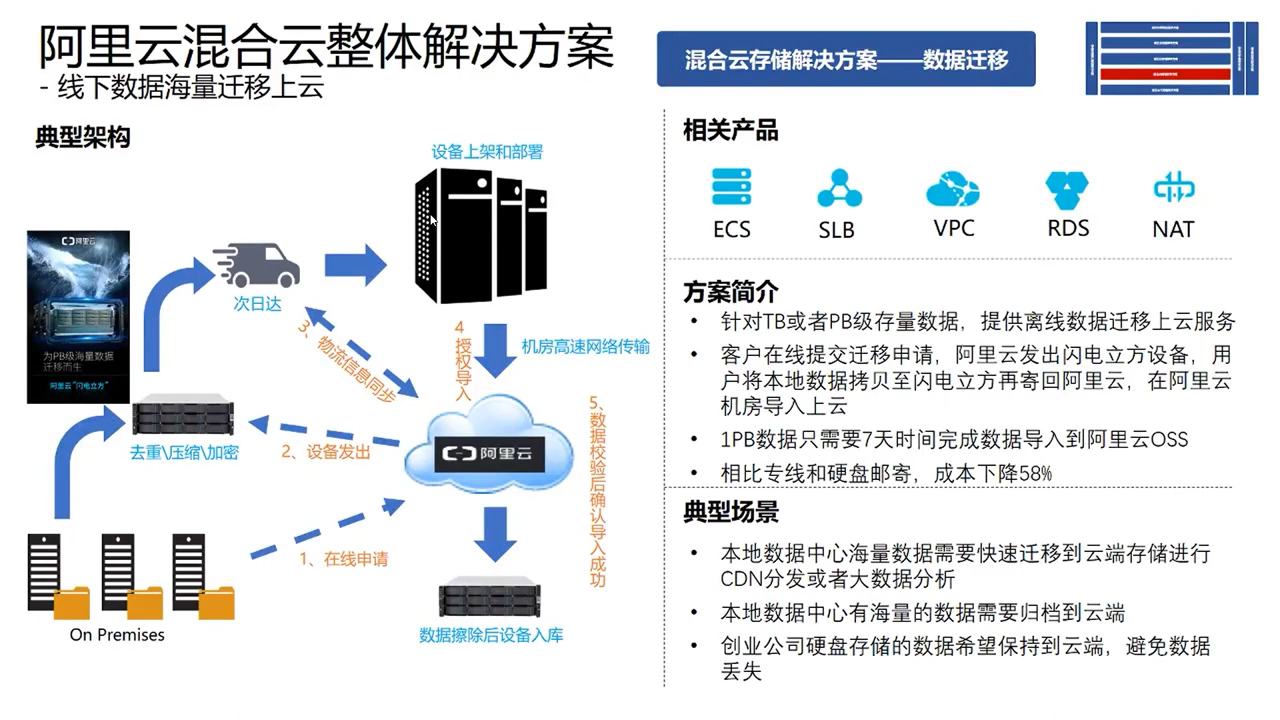 阿里云混合云整体解决方案
- 线下数据海量迁移上云
混合云存储解决方案——数据迁移
典型架构
设备上架和部署
阿里云
为PB级海量数据
迁移而生
阿里云“闪电立方”
次日达
3、物流信息同步
4 授权导入
机房高速网络传输
去重\压缩\加密
2、设备发出
阿里云
5、数据校验后确认导入成功
1、在线申请
On Premises
数据擦除后设备入库
相关产品
ECS
SLB
VPC
RDS
NAT
方案简介
• 针对TB或者PB级存量数据，提供离线数据迁移上云服务
• 客户在线提交迁移申请，阿里云发出闪电立方设备，用
户将本地数据拷贝至闪电立方再寄回阿里云，在阿里云
机房导入上云
• 1PB数据只需要7天时间完成数据导入到阿里云OSS
• 相比专线和硬盘邮寄，成本下降58%
典型场景
• 本地数据中心海量数据需要快速迁移到云端存储进行
CDN分发或者大数据分析
• 本地数据中心有海量的数据需要归档到云端
• 创业公司硬盘存储的数据希望保持到云端，避免数据
丢失